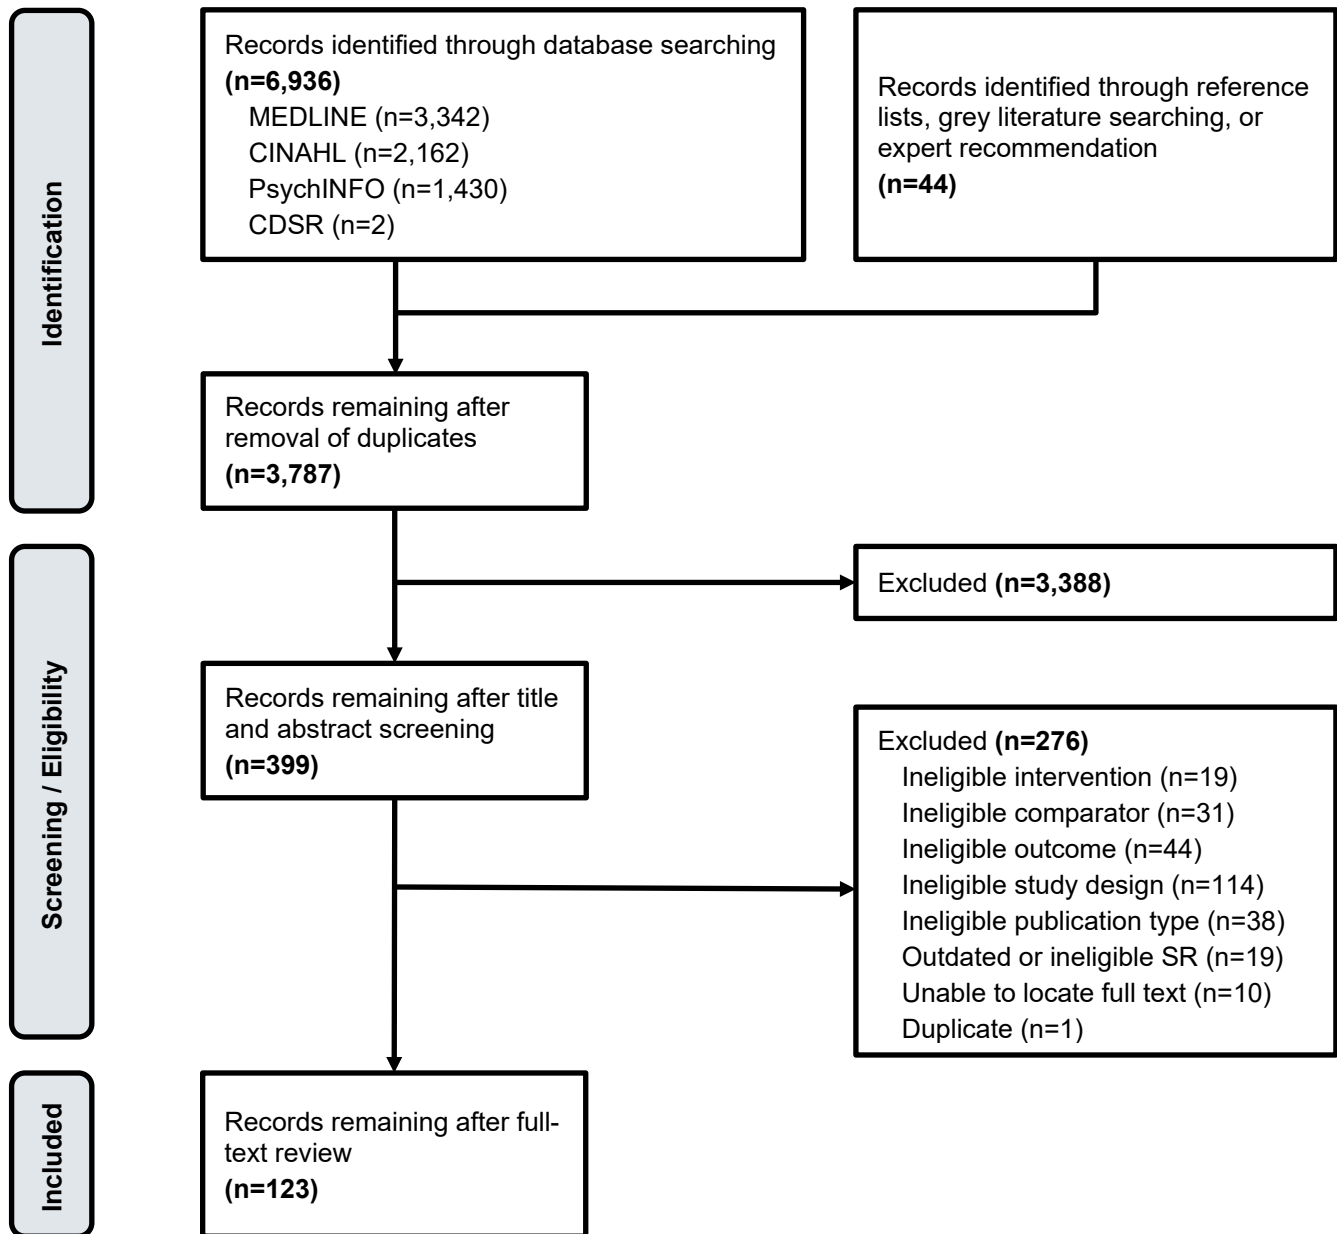 Identification
Records identified through database searching
(n=6,936)
MEDLINE (n=3,342)
CINAHL (n=2,162)
PsychINFO (n=1,430)
CDSR (n=2)
Records identified through reference
lists, grey literature searching, or
expert recommendation
(n=44)
Records remaining after
removal of duplicates
(n=3,787)
Screening / Eligibility
Excluded (n=3,388)
Records remaining after title
and abstract screening
(n=399)
Excluded (n=276)
Ineligible intervention (n=19)
Ineligible comparator (n=31)
Ineligible outcome (n=44)
Ineligible study design (n=114)
Ineligible publication type (n=38)
Outdated or ineligible SR (n=19)
Unable to locate full text (n=10)
Duplicate (n=1)
Included
Records remaining after full-
text review
(n=123)